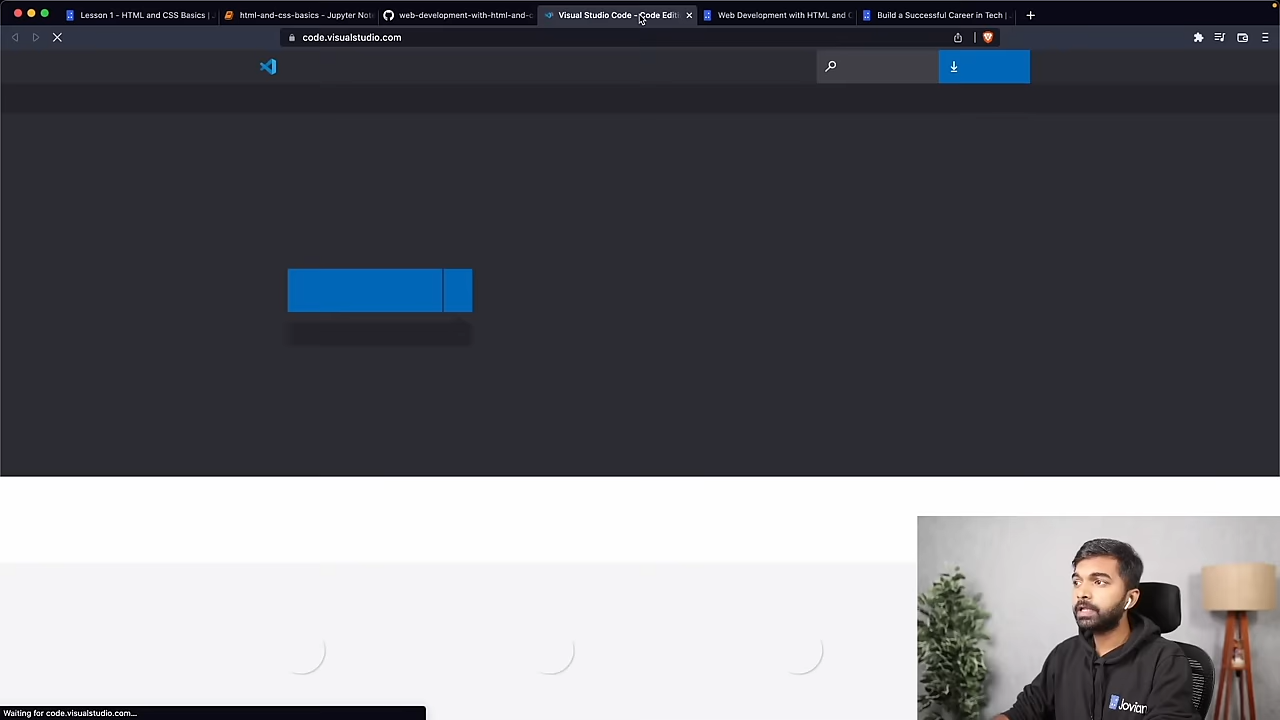 Lesson 1 - HTML and CSS Basics |
html-and-css-basics - Jupyter Not
web-development-with-html-and-c
Visual Studio Code - Code Editi
Web Development with HTML and C
Build a Successful Career in Tech |
code.visualstudio.com
Waiting for code.visualstudio.com...
Jovian